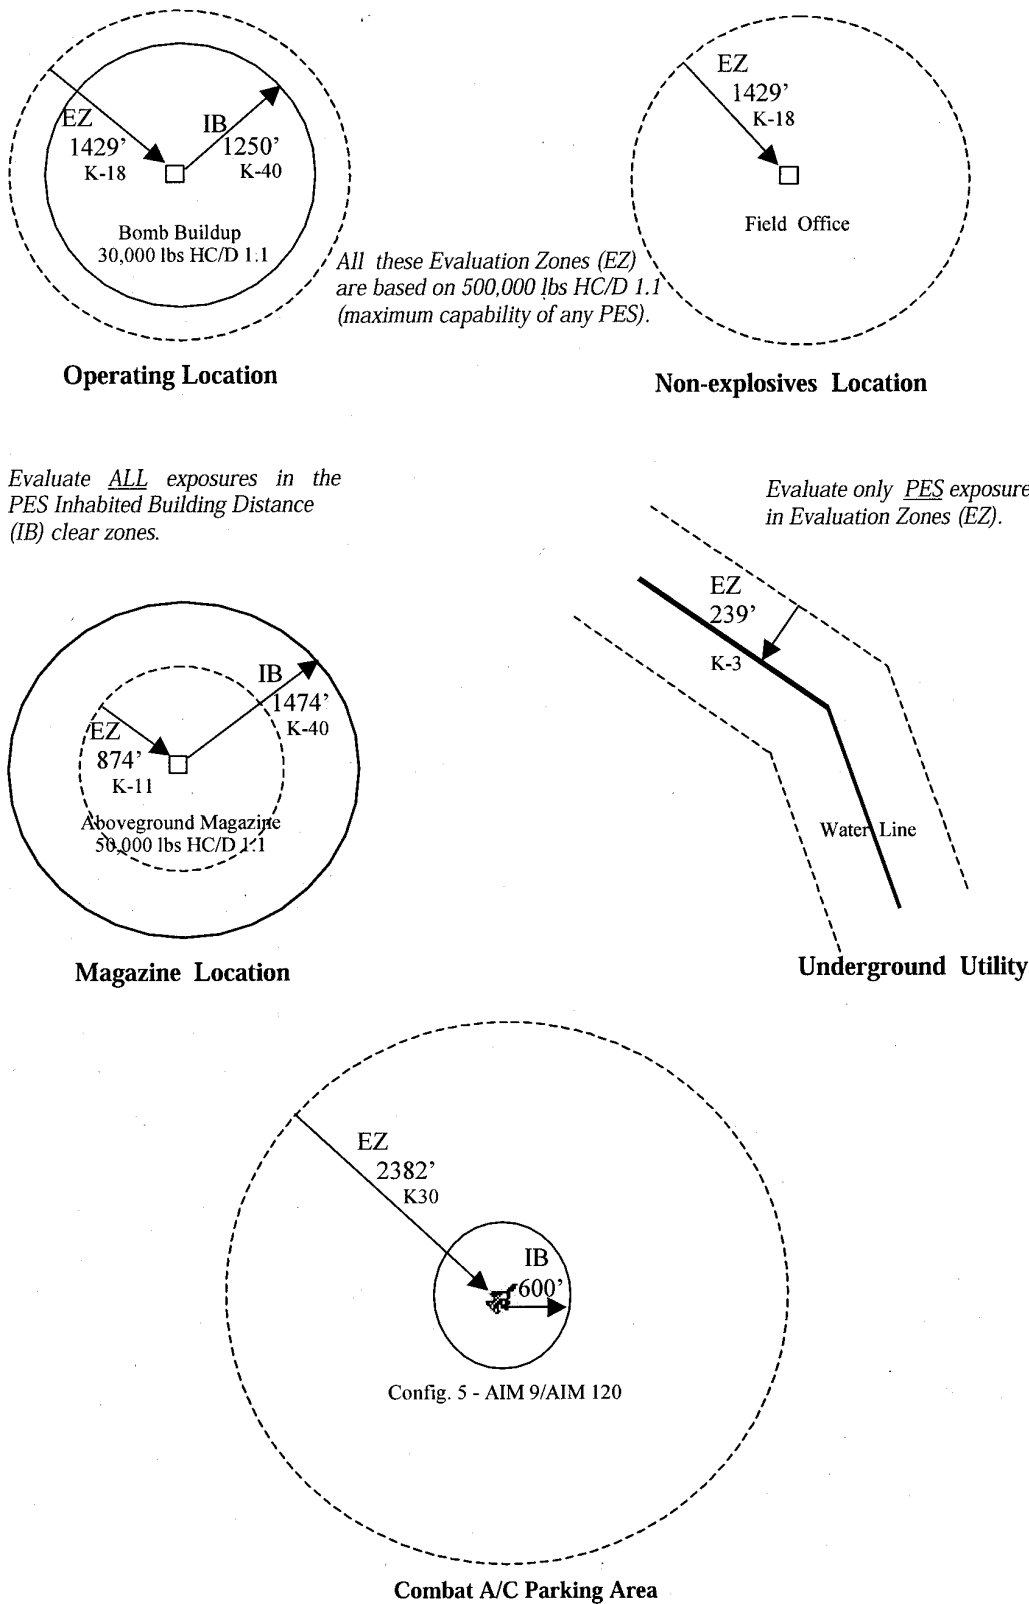 EZ
1429’
K-18
IB
1250’
K-40
Bomb Buildup
30,000 lbs HC/D 1.1
Operating Location
EZ
1429’
K-18
Field Office
Non-explosives Location
All these Evaluation Zones (EZ)
are based on 500,000 lbs HC/D 1.1
(maximum capability of any PES).
Evaluate ALL exposures in the
PES Inhabited Building Distance
(IB) clear zones.
Evaluate only PES exposure
in Evaluation Zones (EZ).
EZ
874’
K-11
IB
1474’
K-40
Aboveground Magazine
50,000 lbs HC/D 1.1
Magazine Location
EZ
239’
K-3
Water Line
Underground Utility
EZ
2382’
K30
IB
600’
Config. 5 - AIM 9/AIM 120
Combat A/C Parking Area